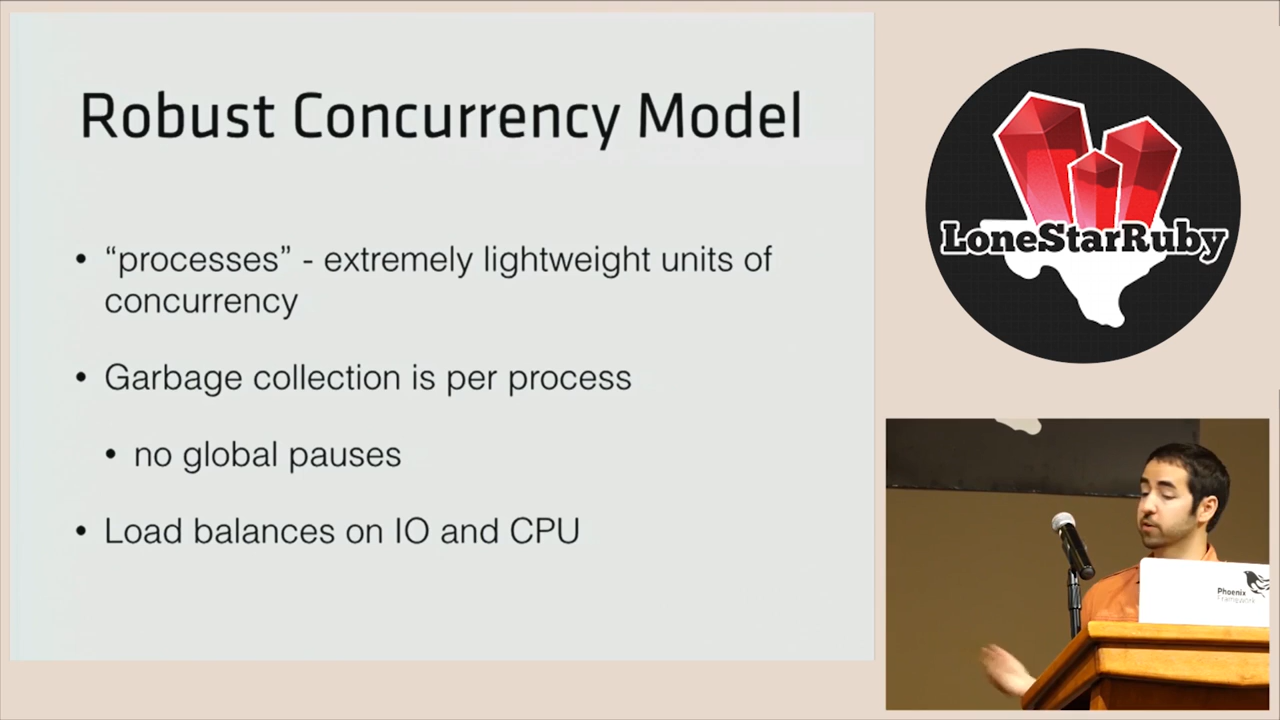 Robust Concurrency Model
• “processes” - extremely lightweight units of
concurrency
• Garbage collection is per process
• no global pauses
• Load balances on IO and CPU
LoneStarRuby
Phoenix
Framework